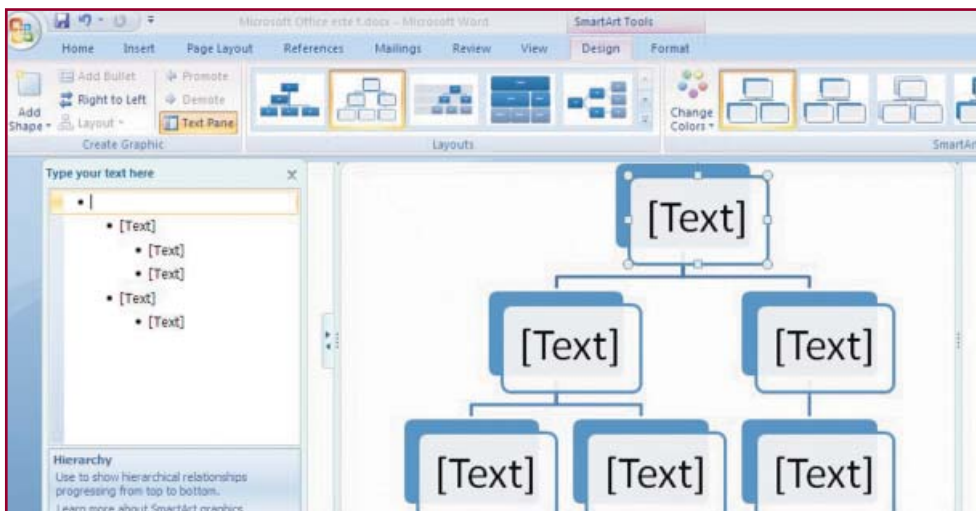 Microsoft Office este t.docx - Microsoft Word
SmartArt Tools
Home Insert Page Layout References Mailings Review View Design Format
Add Shape
Add Bullet
Right to Left
Layout
Promote
Demote
Text Pane
Create Graphic
Layouts
Change Colors
SmartArt
Type your text here
[Text]
[Text]
[Text]
[Text]
[Text]
Hierarchy
Use to show hierarchical relationships
progressing from top to bottom.
Learn more about SmartArt graphics
[Text]
[Text] [Text]
[Text] [Text] [Text]